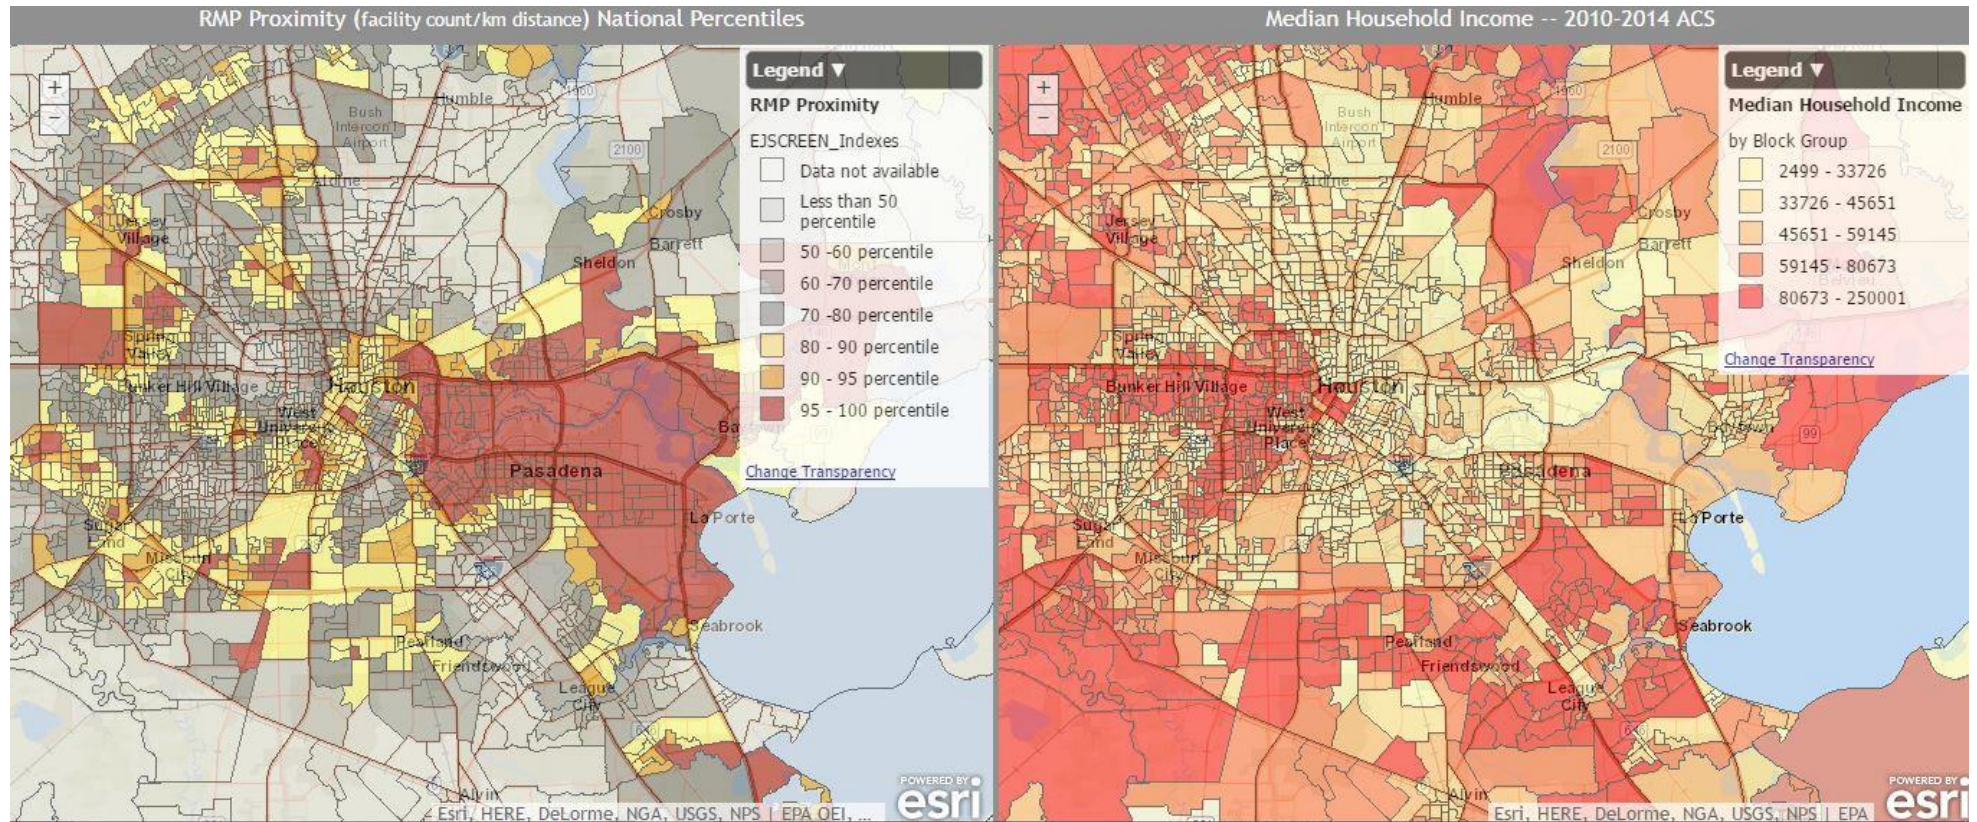 RMP Proximity (facility count/km distance) National Percentiles
+
−
Humble
1960
Bush
Intercon'l
Airport
2100
Aldine
Crosby
Jersey
Village
Barrett
Sheldon
Spring
Valley
Bunker Hill Village
Houston
West
University
Place
Pasadena
La Porte
Sugar
Land
Missouri
City
Seabrook
Pearland
Friendswood
League
City
646
Alvin
Legend ▼
RMP Proximity
EJSCREEN_Indexes
Data not available
Less than 50
percentile
50 -60 percentile
60 -70 percentile
70 -80 percentile
80 - 90 percentile
90 - 95 percentile
95 - 100 percentile
Change Transparency
POWERED BY
esri
Esri, HERE, DeLorme, NGA, USGS, NPS | EPA OEI, ...
Median Household Income -- 2010-2014 ACS
+
−
Humble
1960
Bush
Intercon'l
Airport
2100
Aldine
Crosby
Jersey
Village
Barrett
Sheldon
Spring
Valley
Bunker Hill Village
Houston
West
University
Place
Baytown
99
Pasadena
La Porte
Sugar
Land
Missouri
City
Seabrook
Pearland
Friendswood
League
City
646
Alvin
Legend ▼
Median Household Income
by Block Group
2499 - 33726
33726 - 45651
45651 - 59145
59145 - 80673
80673 - 250001
Change Transparency
POWERED BY
esri
Esri, HERE, DeLorme, NGA, USGS, NPS | EPA